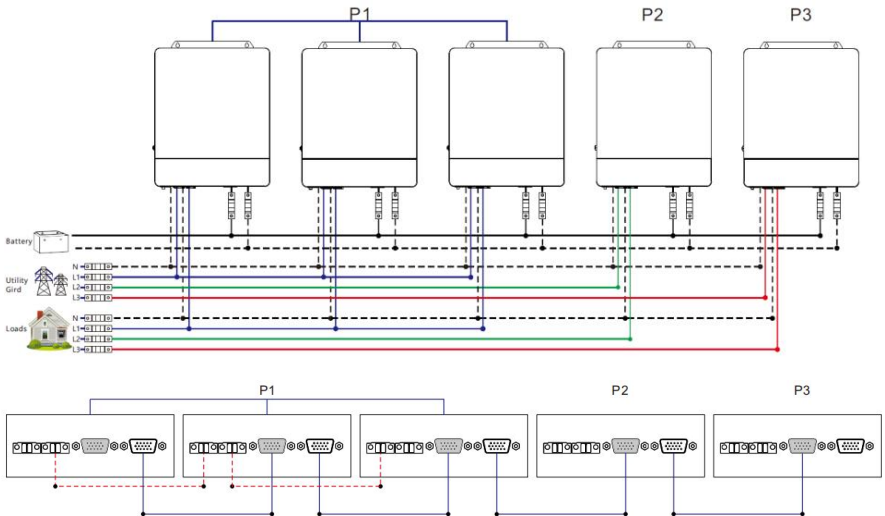 P1 P2 P3
Battery
Utility
Gird
N
L1
L2
L3
Loads
N
L1
L2
L3
P1 P2 P3